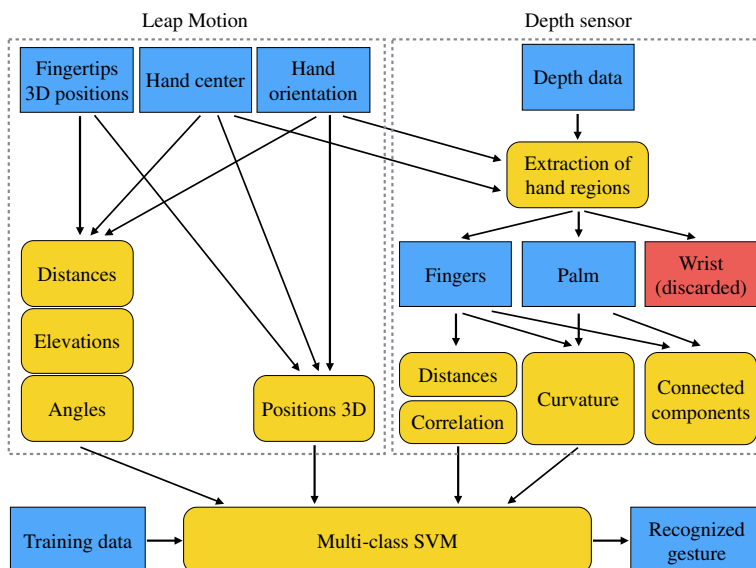 Leap Motion
Depth sensor
Fingertips
3D positions
Hand center
Hand
orientation
Depth data
Extraction of
hand regions
Fingers
Palm
Wrist
(discarded)
Distances
Elevations
Angles
Positions 3D
Distances
Correlation
Curvature
Connected
components
Training data
Multi-class SVM
Recognized
gesture